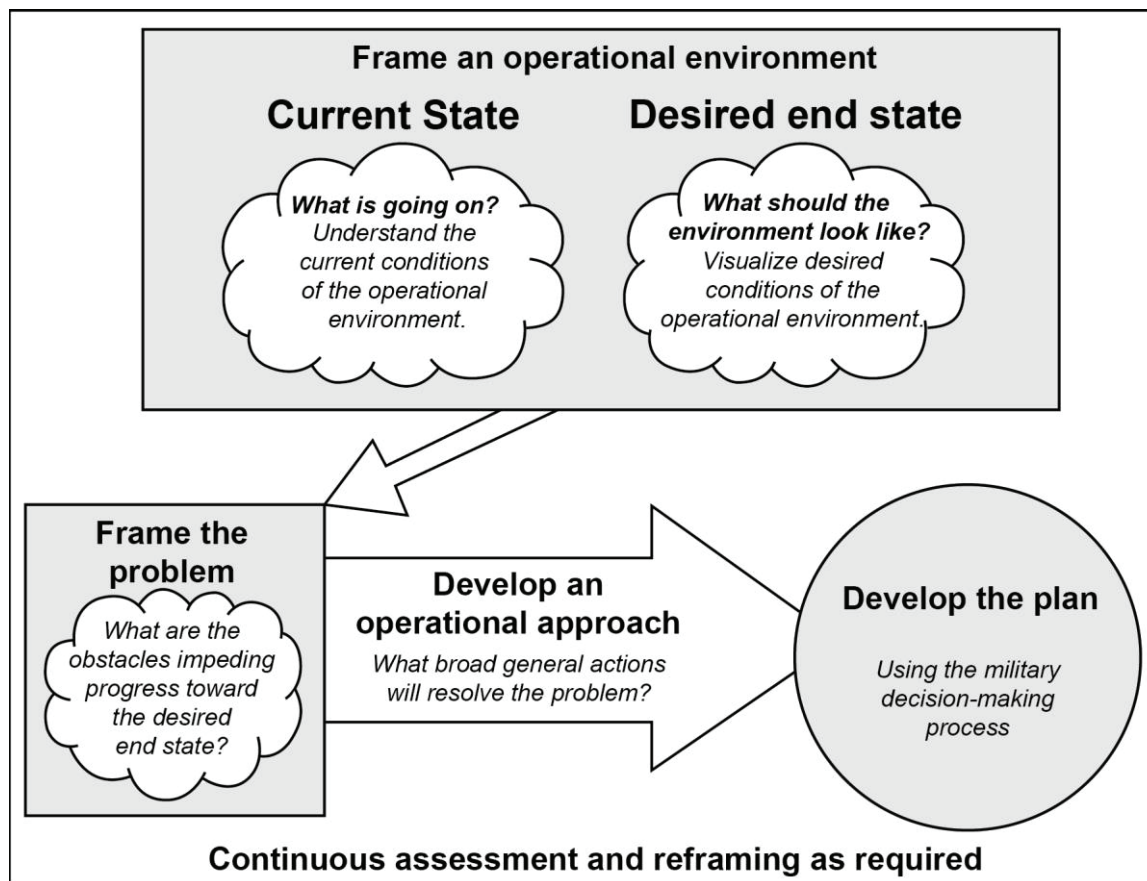 Frame an operational environment
Current State
Desired end state
What is going on?
Understand the
current conditions
of the operational
environment.
What should the
environment look like?
Visualize desired
conditions of the
operational environment.
Frame the
problem
What are the
obstacles impeding
progress toward
the desired
end state?
Develop an
operational approach
What broad general actions
will resolve the problem?
Develop the plan
Using the military
decision-making
process
Continuous assessment and reframing as required